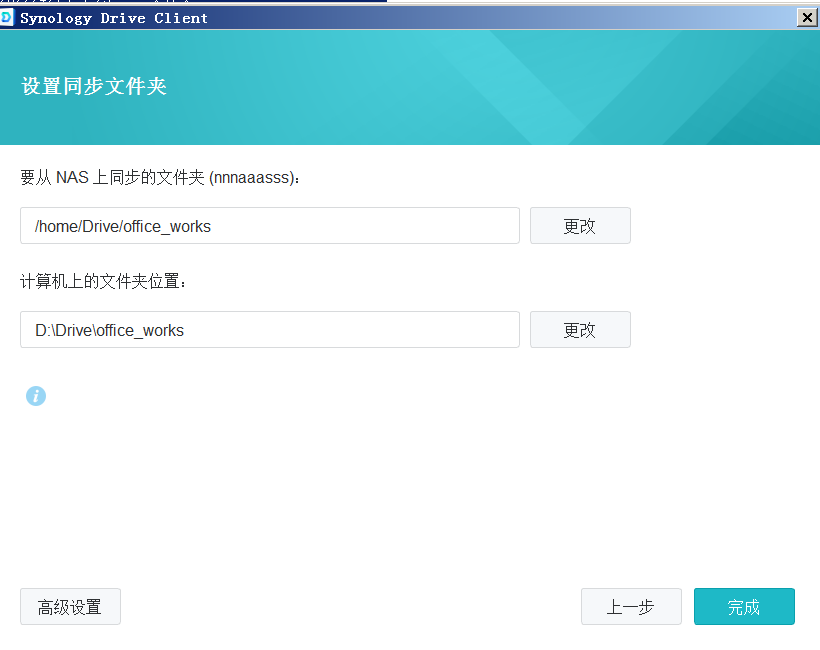 Synology Drive Client
设置同步文件夹
要从 NAS 上同步的文件夹 (nnnaaasss)：
/home/Drive/office_works
更改
计算机上的文件夹位置：
D:\Drive\office_works
更改
高级设置
上一步
完成